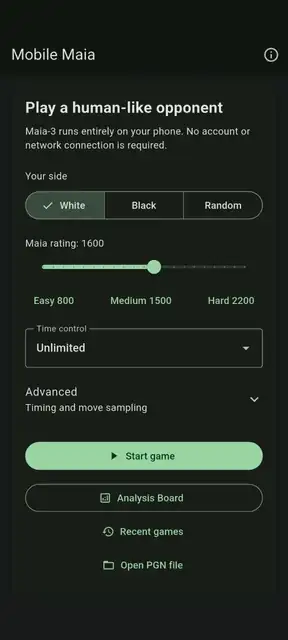 Mobile Maia
Play a human-like opponent
Maia-3 runs entirely on your phone. No account or
network connection is required.
Your side
White Black Random
Maia rating: 1600
Easy 800 Medium 1500 Hard 2200
Time control
Unlimited
Advanced
Timing and move sampling
Start game
Analysis Board
Recent games
Open PGN file